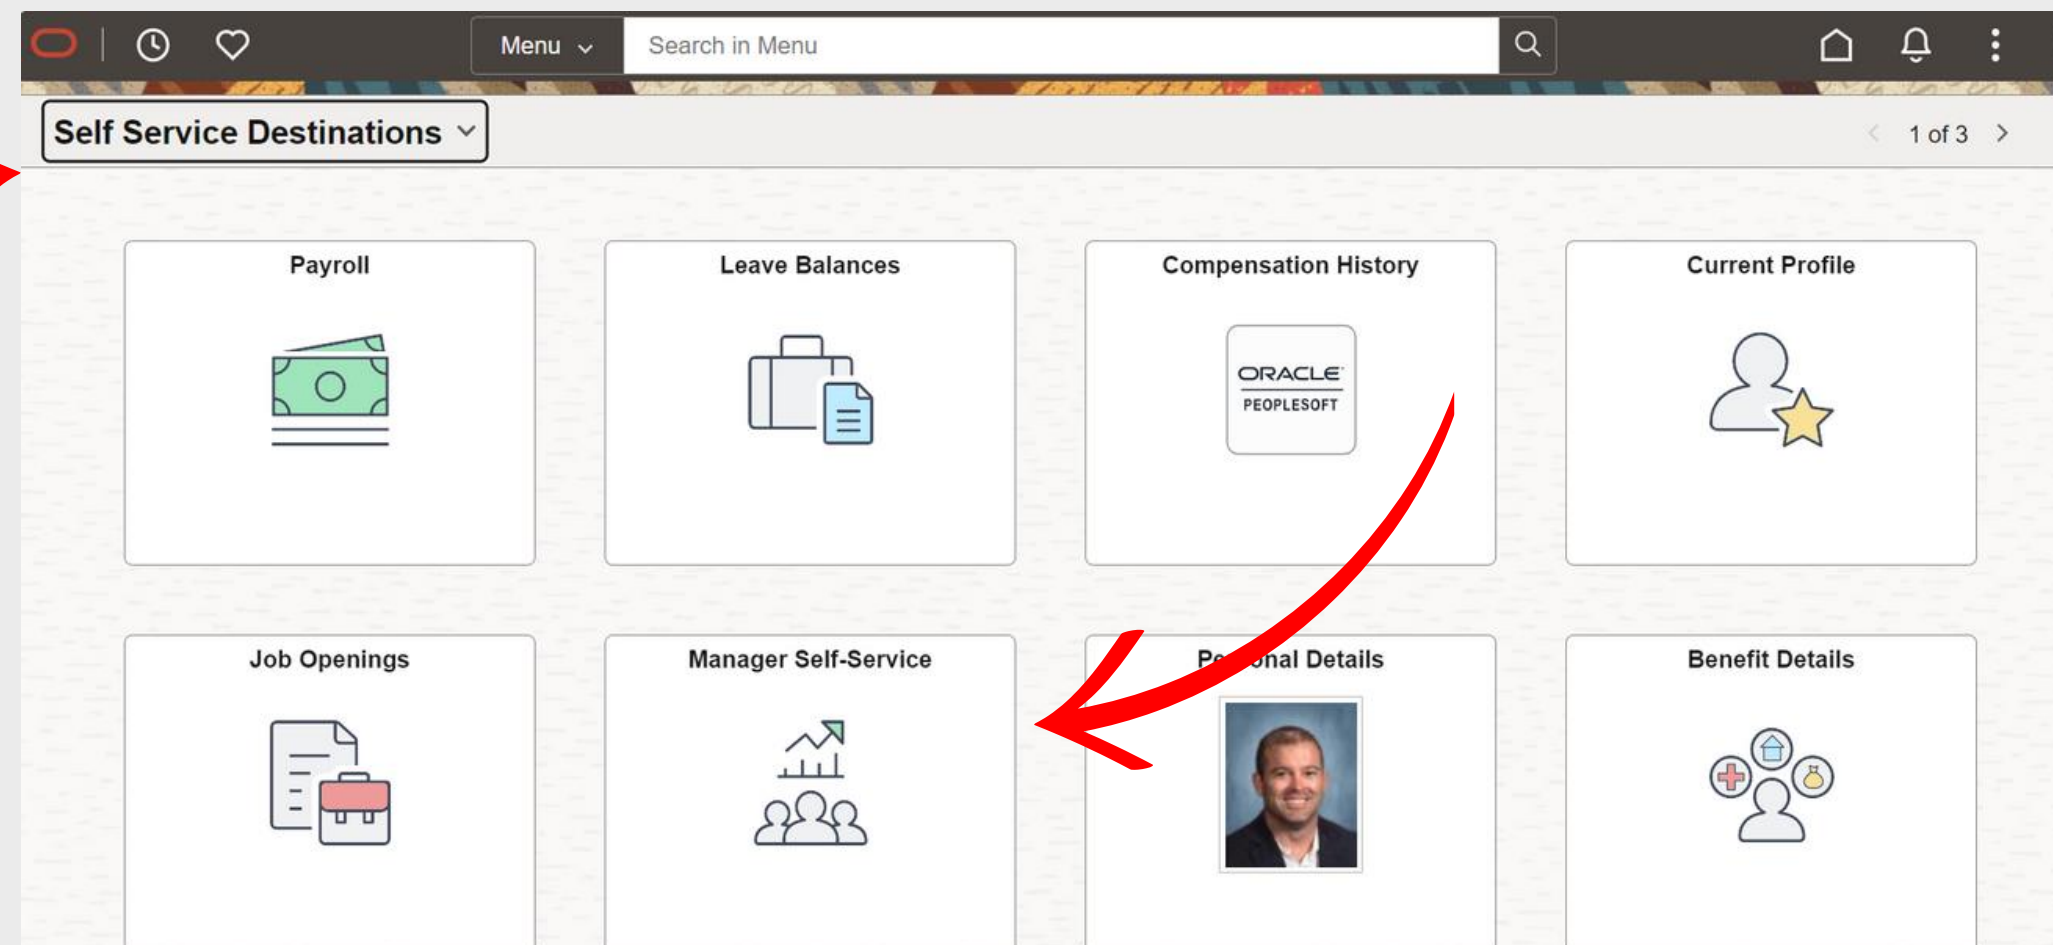 Menu
Search in Menu
Self Service Destinations
1 of 3
Payroll
Leave Balances
Compensation History
Current Profile
ORACLE
PEOPLESOFT
Job Openings
Manager Self-Service
Personal Details
Benefit Details